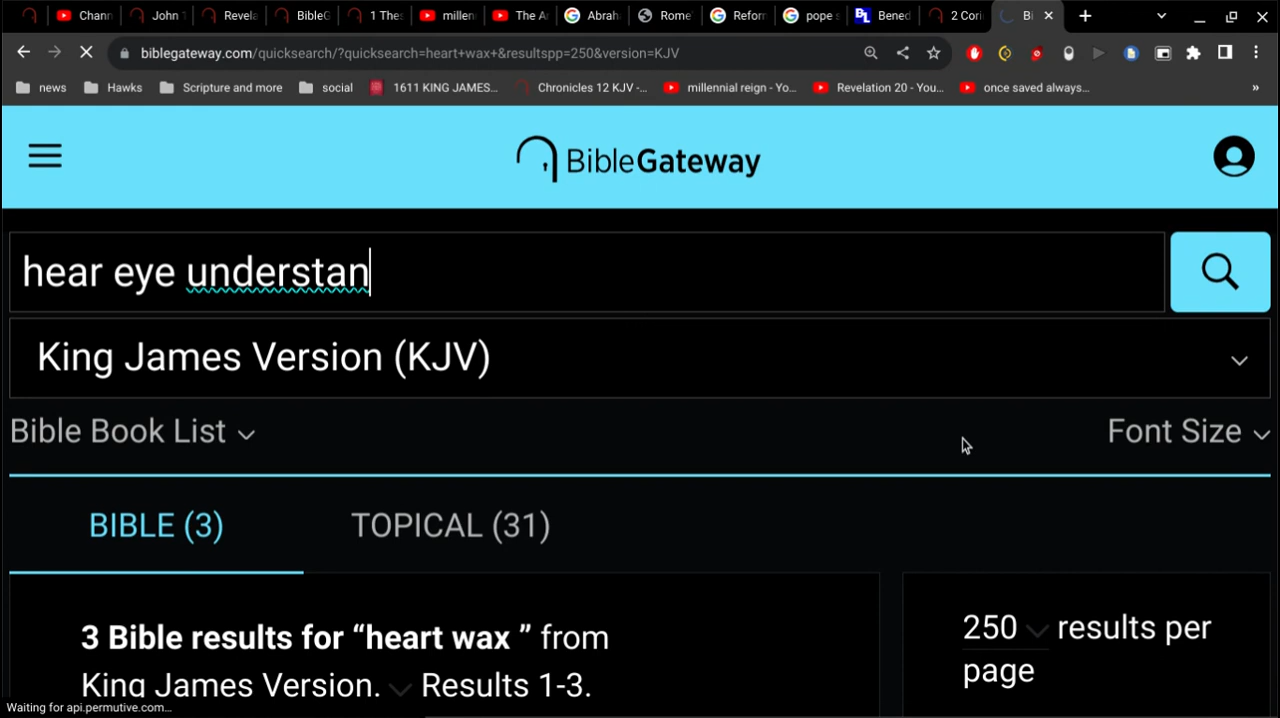 Chann John Revela BibleG 1 Thes millen The A Abrah Rome' Reforr pope s Bened 2 Cori Bi
biblegateway.com/quicksearch/?quicksearch=heart+wax+&resultspp=250&version=KJV
news Hawks Scripture and more social 1611 KING JAMES... Chronicles 12 KJV -... millennial reign - Yo... Revelation 20 - You... once saved always... »
BibleGateway
hear eye understan
King James Version (KJV)
Bible Book List Font Size
BIBLE (3) TOPICAL (31)
3 Bible results for “heart wax ” from
King James Version. Results 1-3.
250 results per
page
Waiting for api.permutive.com...